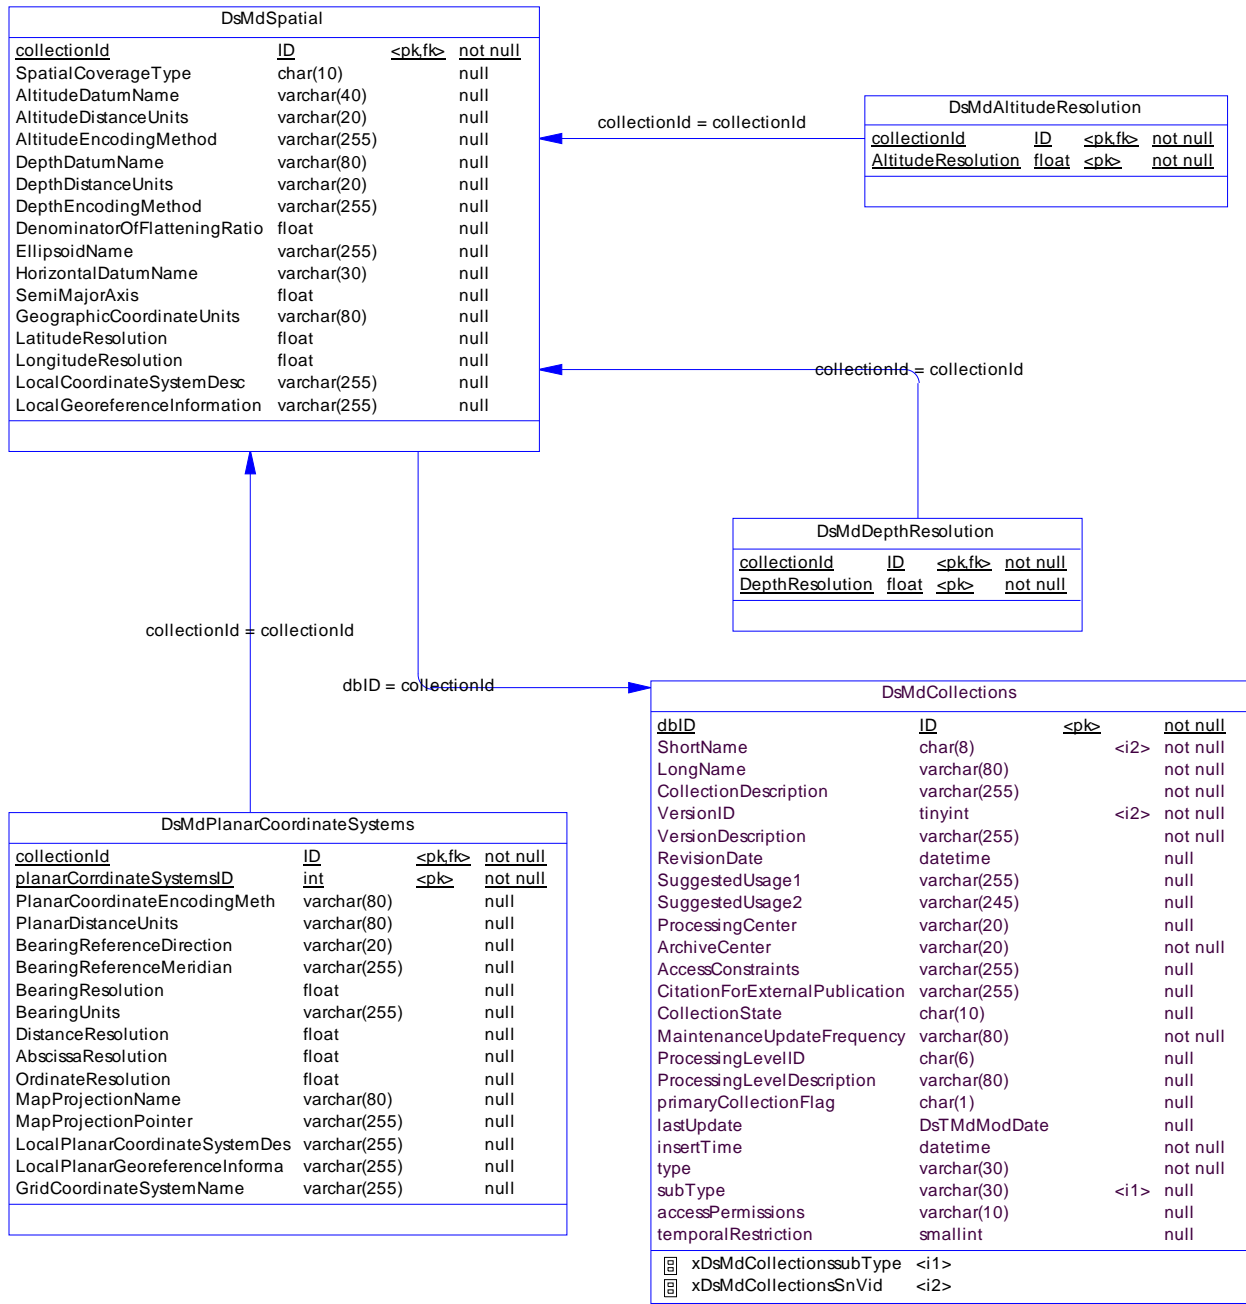 DsMdSpatial
collectionId ID <pk,fk> not null
SpatialCoverageType char(10) null
AltitudeDatumName varchar(40) null
AltitudeDistanceUnits varchar(20) null
AltitudeEncodingMethod varchar(255) null
DepthDatumName varchar(80) null
DepthDistanceUnits varchar(20) null
DepthEncodingMethod varchar(255) null
DenominatorOfFlatteningRatio float null
EllipsoidName varchar(255) null
HorizontalDatumName varchar(30) null
SemiMajorAxis float null
GeographicCoordinateUnits varchar(80) null
LatitudeResolution float null
LongitudeResolution float null
LocalCoordinateSystemDesc varchar(255) null
LocalGeoreferenceInformation varchar(255) null
collectionId = collectionId
DsMdAltitudeResolution
collectionId ID <pk,fk> not null
AltitudeResolution float <pk> not null
collectionId = collectionId
DsMdDepthResolution
collectionId ID <pk,fk> not null
DepthResolution float <pk> not null
collectionId = collectionId
dbID = collectionId
DsMdPlanarCoordinateSystems
collectionId ID <pk,fk> not null
planarCorrdinateSystemsID int <pk> not null
PlanarCoordinateEncodingMeth varchar(80) null
PlanarDistanceUnits varchar(80) null
BearingReferenceDirection varchar(20) null
BearingReferenceMeridian varchar(255) null
BearingResolution float null
BearingUnits varchar(255) null
DistanceResolution float null
AbscissaResolution float null
OrdinateResolution float null
MapProjectionName varchar(80) null
MapProjectionPointer varchar(255) null
LocalPlanarCoordinateSystemDes varchar(255) null
LocalPlanarGeoreferenceInforma varchar(255) null
GridCoordinateSystemName varchar(255) null
DsMdCollections
dbID ID <pk> not null
ShortName char(8) <i2> not null
LongName varchar(80) not null
CollectionDescription varchar(255) not null
VersionID tinyint <i2> not null
VersionDescription varchar(255) not null
RevisionDate datetime null
SuggestedUsage1 varchar(255) null
SuggestedUsage2 varchar(245) null
ProcessingCenter varchar(20) null
ArchiveCenter varchar(20) not null
AccessConstraints varchar(255) null
CitationForExternalPublication varchar(255) null
CollectionState char(10) null
MaintenanceUpdateFrequency varchar(80) not null
ProcessingLevelID char(6) null
ProcessingLevelDescription varchar(80) null
primaryCollectionFlag char(1) null
lastUpdate DsTMdModDate null
insertTime datetime not null
type varchar(30) not null
subType varchar(30) <i1> null
accessPermissions varchar(10) null
temporalRestriction smallint null
xDsMdCollectionssubType <i1>
xDsMdCollectionsSnVid <i2>